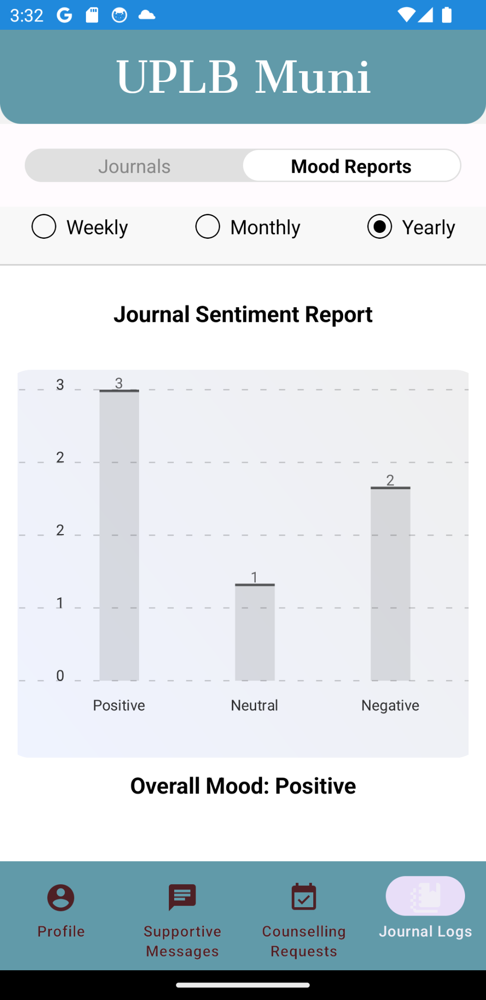 3:32
UPLB Muni
Journals
Mood Reports
Weekly
Monthly
Yearly
Journal Sentiment Report
3
3
2
2
2
1
1
0
Positive
Neutral
Negative
Overall Mood: Positive
Profile
Supportive
Messages
Counselling
Requests
Journal Logs